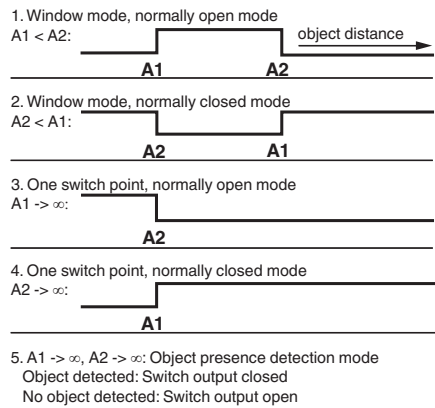 1. Window mode, normally open mode
A1 < A2:
object distance
A1
A2
2. Window mode, normally closed mode
A2 < A1:
A2
A1
3. One switch point, normally open mode
A1 -> ∞:
A2
4. One switch point, normally closed mode
A2 -> ∞:
A1
5. A1 -> ∞, A2 -> ∞: Object presence detection mode
Object detected: Switch output closed
No object detected: Switch output open